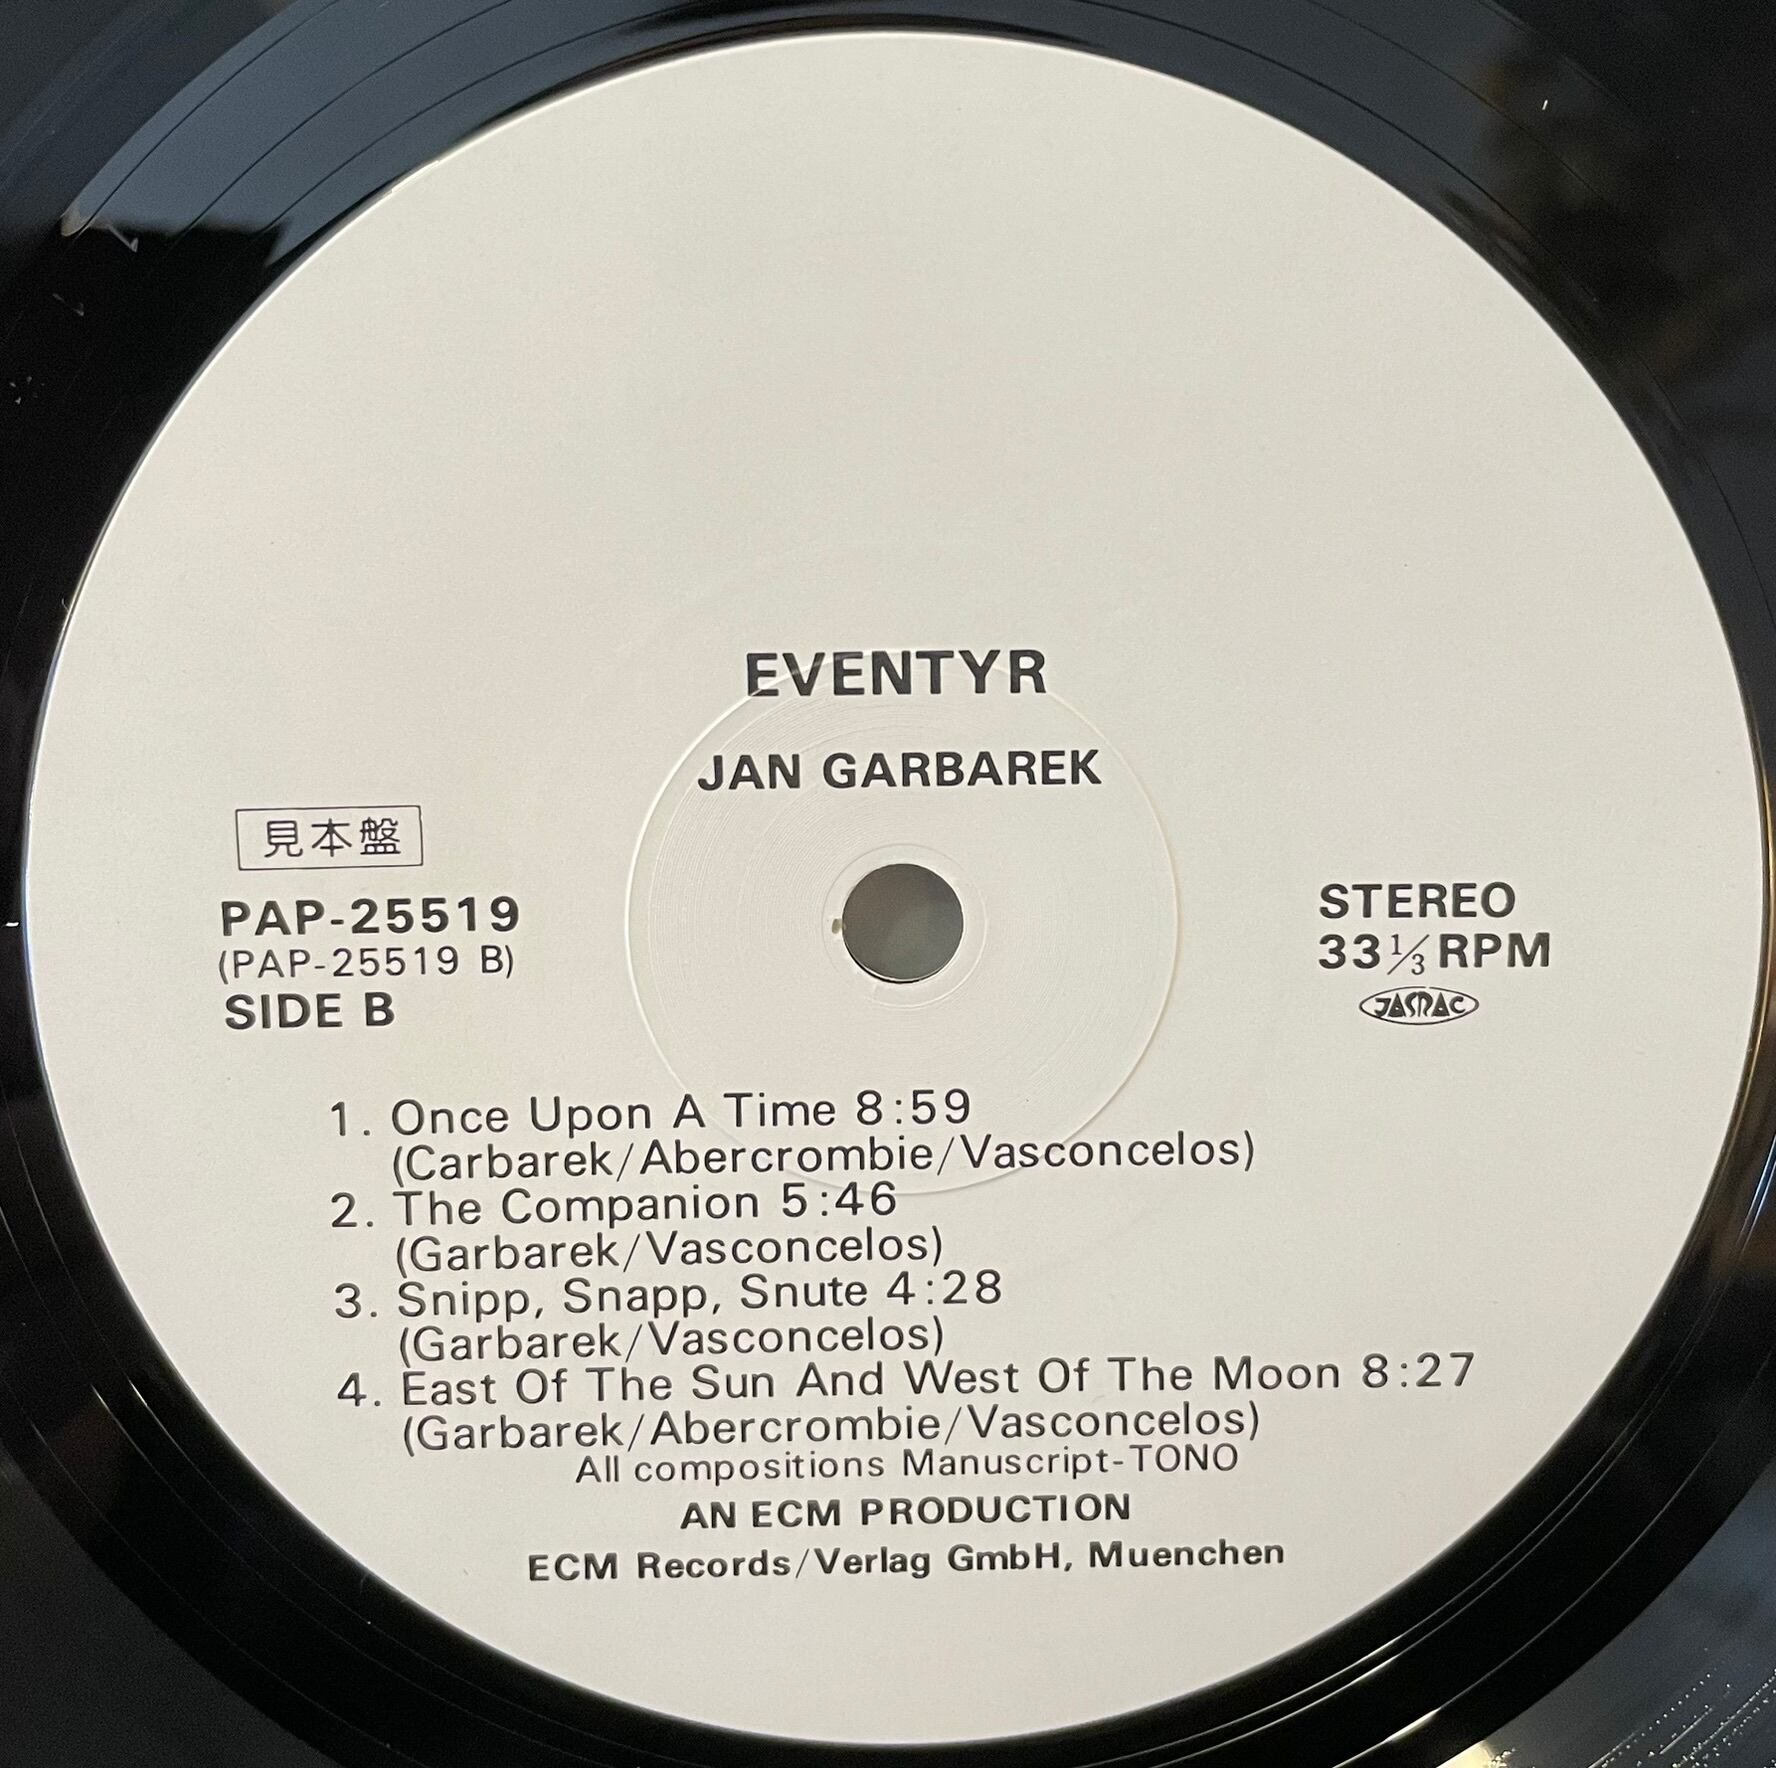 EVENTYR
JAN GARBAREK
見本盤
PAP-25519
(PAP-25519 B)
SIDE B
STEREO
33 1/3 RPM
JASRAC
1. Once Upon A Time 8:59
(Carbarek/Abercrombie/Vasconcelos)
2. The Companion 5:46
(Garbarek/Vasconcelos)
3. Snipp, Snapp, Snute 4:28
(Garbarek/Vasconcelos)
4. East Of The Sun And West Of The Moon 8:27
(Garbarek/Abercrombie/Vasconcelos)
All compositions Manuscript-TONO
AN ECM PRODUCTION
ECM Records/Verlag GmbH, Muenchen